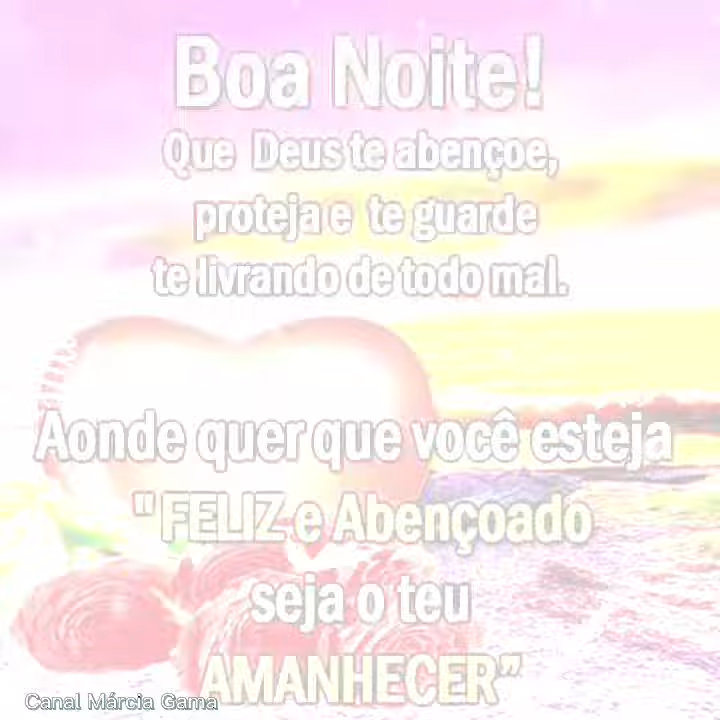 Boa Noite!
Que Deus te abençoe,
proteja e te guarde
te livrando de todo mal.
Aonde quer que você esteja
"FELIZ e Abençoado
seja o teu
AMANHECER"
Canal Márcia Gama